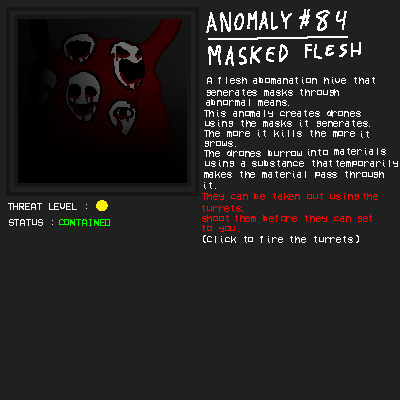 ANOMALY #84
MASKED FLESH
A flesh abomanation hive that
generates masks through
abnormal means.
This anomaly creates drones
using the masks it generates.
The more it kills the more it
grows.
The drones burrow into materials
using a substance that temporarily
makes the material pass through
it.
They can be taken out using the
turrets.
shoot them before they can get
to you.
(Click to fire the turrets)
THREAT LEVEL :
STATUS : CONTAINED